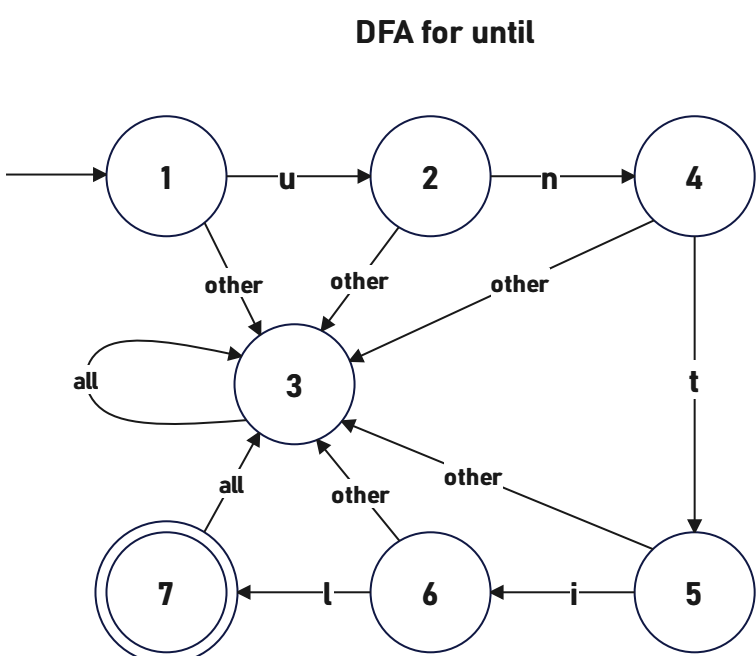 DFA for until
1 u 2 n 4
other other other
all 3 t
all other other
7 l 6 i 5